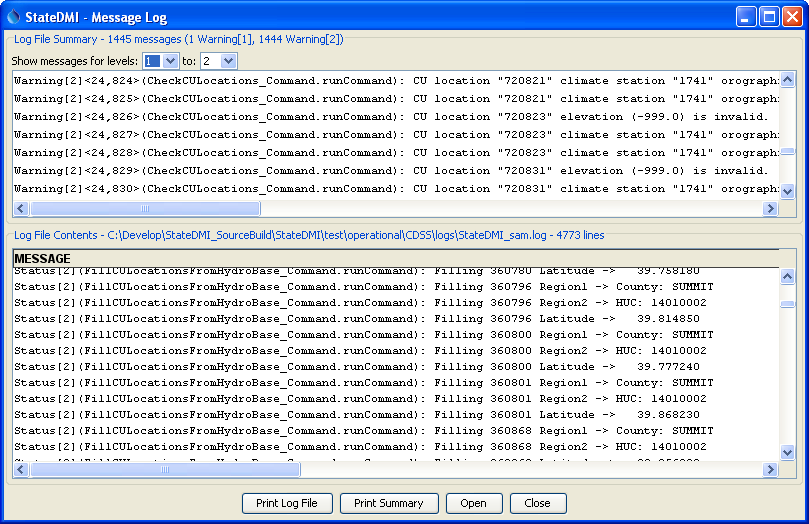 StateDMI - Message Log
Log File Summary - 1445 messages (1 Warning[1], 1444 Warning[2])
Show messages for levels: 1 to: 2
Warning[2]<24,824>(CheckCULocations_Command.runCommand): CU location "720821" climate station "1741" orographi
Warning[2]<24,825>(CheckCULocations_Command.runCommand): CU location "720821" climate station "1741" orographi
Warning[2]<24,826>(CheckCULocations_Command.runCommand): CU location "720823" elevation (-999.0) is invalid.
Warning[2]<24,827>(CheckCULocations_Command.runCommand): CU location "720823" climate station "1741" orographi
Warning[2]<24,828>(CheckCULocations_Command.runCommand): CU location "720823" climate station "1741" orographi
Warning[2]<24,829>(CheckCULocations_Command.runCommand): CU location "720831" elevation (-999.0) is invalid.
Warning[2]<24,830>(CheckCULocations_Command.runCommand): CU location "720831" climate station "1741" orographi
Log File Contents - C:\Develop\StateDMI_SourceBuild\StateDMI\test\operational\CDSS\logs\StateDMI_sam.log - 4773 lines
MESSAGE
Status[2](FillCULocationsFromHydroBase_Command.runCommand): Filling 360780 Latitude -> 39.758180
Status[2](FillCULocationsFromHydroBase_Command.runCommand): Filling 360796 Region1 -> County: SUMMIT
Status[2](FillCULocationsFromHydroBase_Command.runCommand): Filling 360796 Region2 -> HUC: 14010002
Status[2](FillCULocationsFromHydroBase_Command.runCommand): Filling 360796 Latitude -> 39.814850
Status[2](FillCULocationsFromHydroBase_Command.runCommand): Filling 360800 Region1 -> County: SUMMIT
Status[2](FillCULocationsFromHydroBase_Command.runCommand): Filling 360800 Region2 -> HUC: 14010002
Status[2](FillCULocationsFromHydroBase_Command.runCommand): Filling 360800 Latitude -> 39.777240
Status[2](FillCULocationsFromHydroBase_Command.runCommand): Filling 360801 Region1 -> County: SUMMIT
Status[2](FillCULocationsFromHydroBase_Command.runCommand): Filling 360801 Region2 -> HUC: 14010002
Status[2](FillCULocationsFromHydroBase_Command.runCommand): Filling 360801 Latitude -> 39.868230
Status[2](FillCULocationsFromHydroBase_Command.runCommand): Filling 360868 Region1 -> County: SUMMIT
Status[2](FillCULocationsFromHydroBase_Command.runCommand): Filling 360868 Region2 -> HUC: 14010002
Print Log File
Print Summary
Open
Close